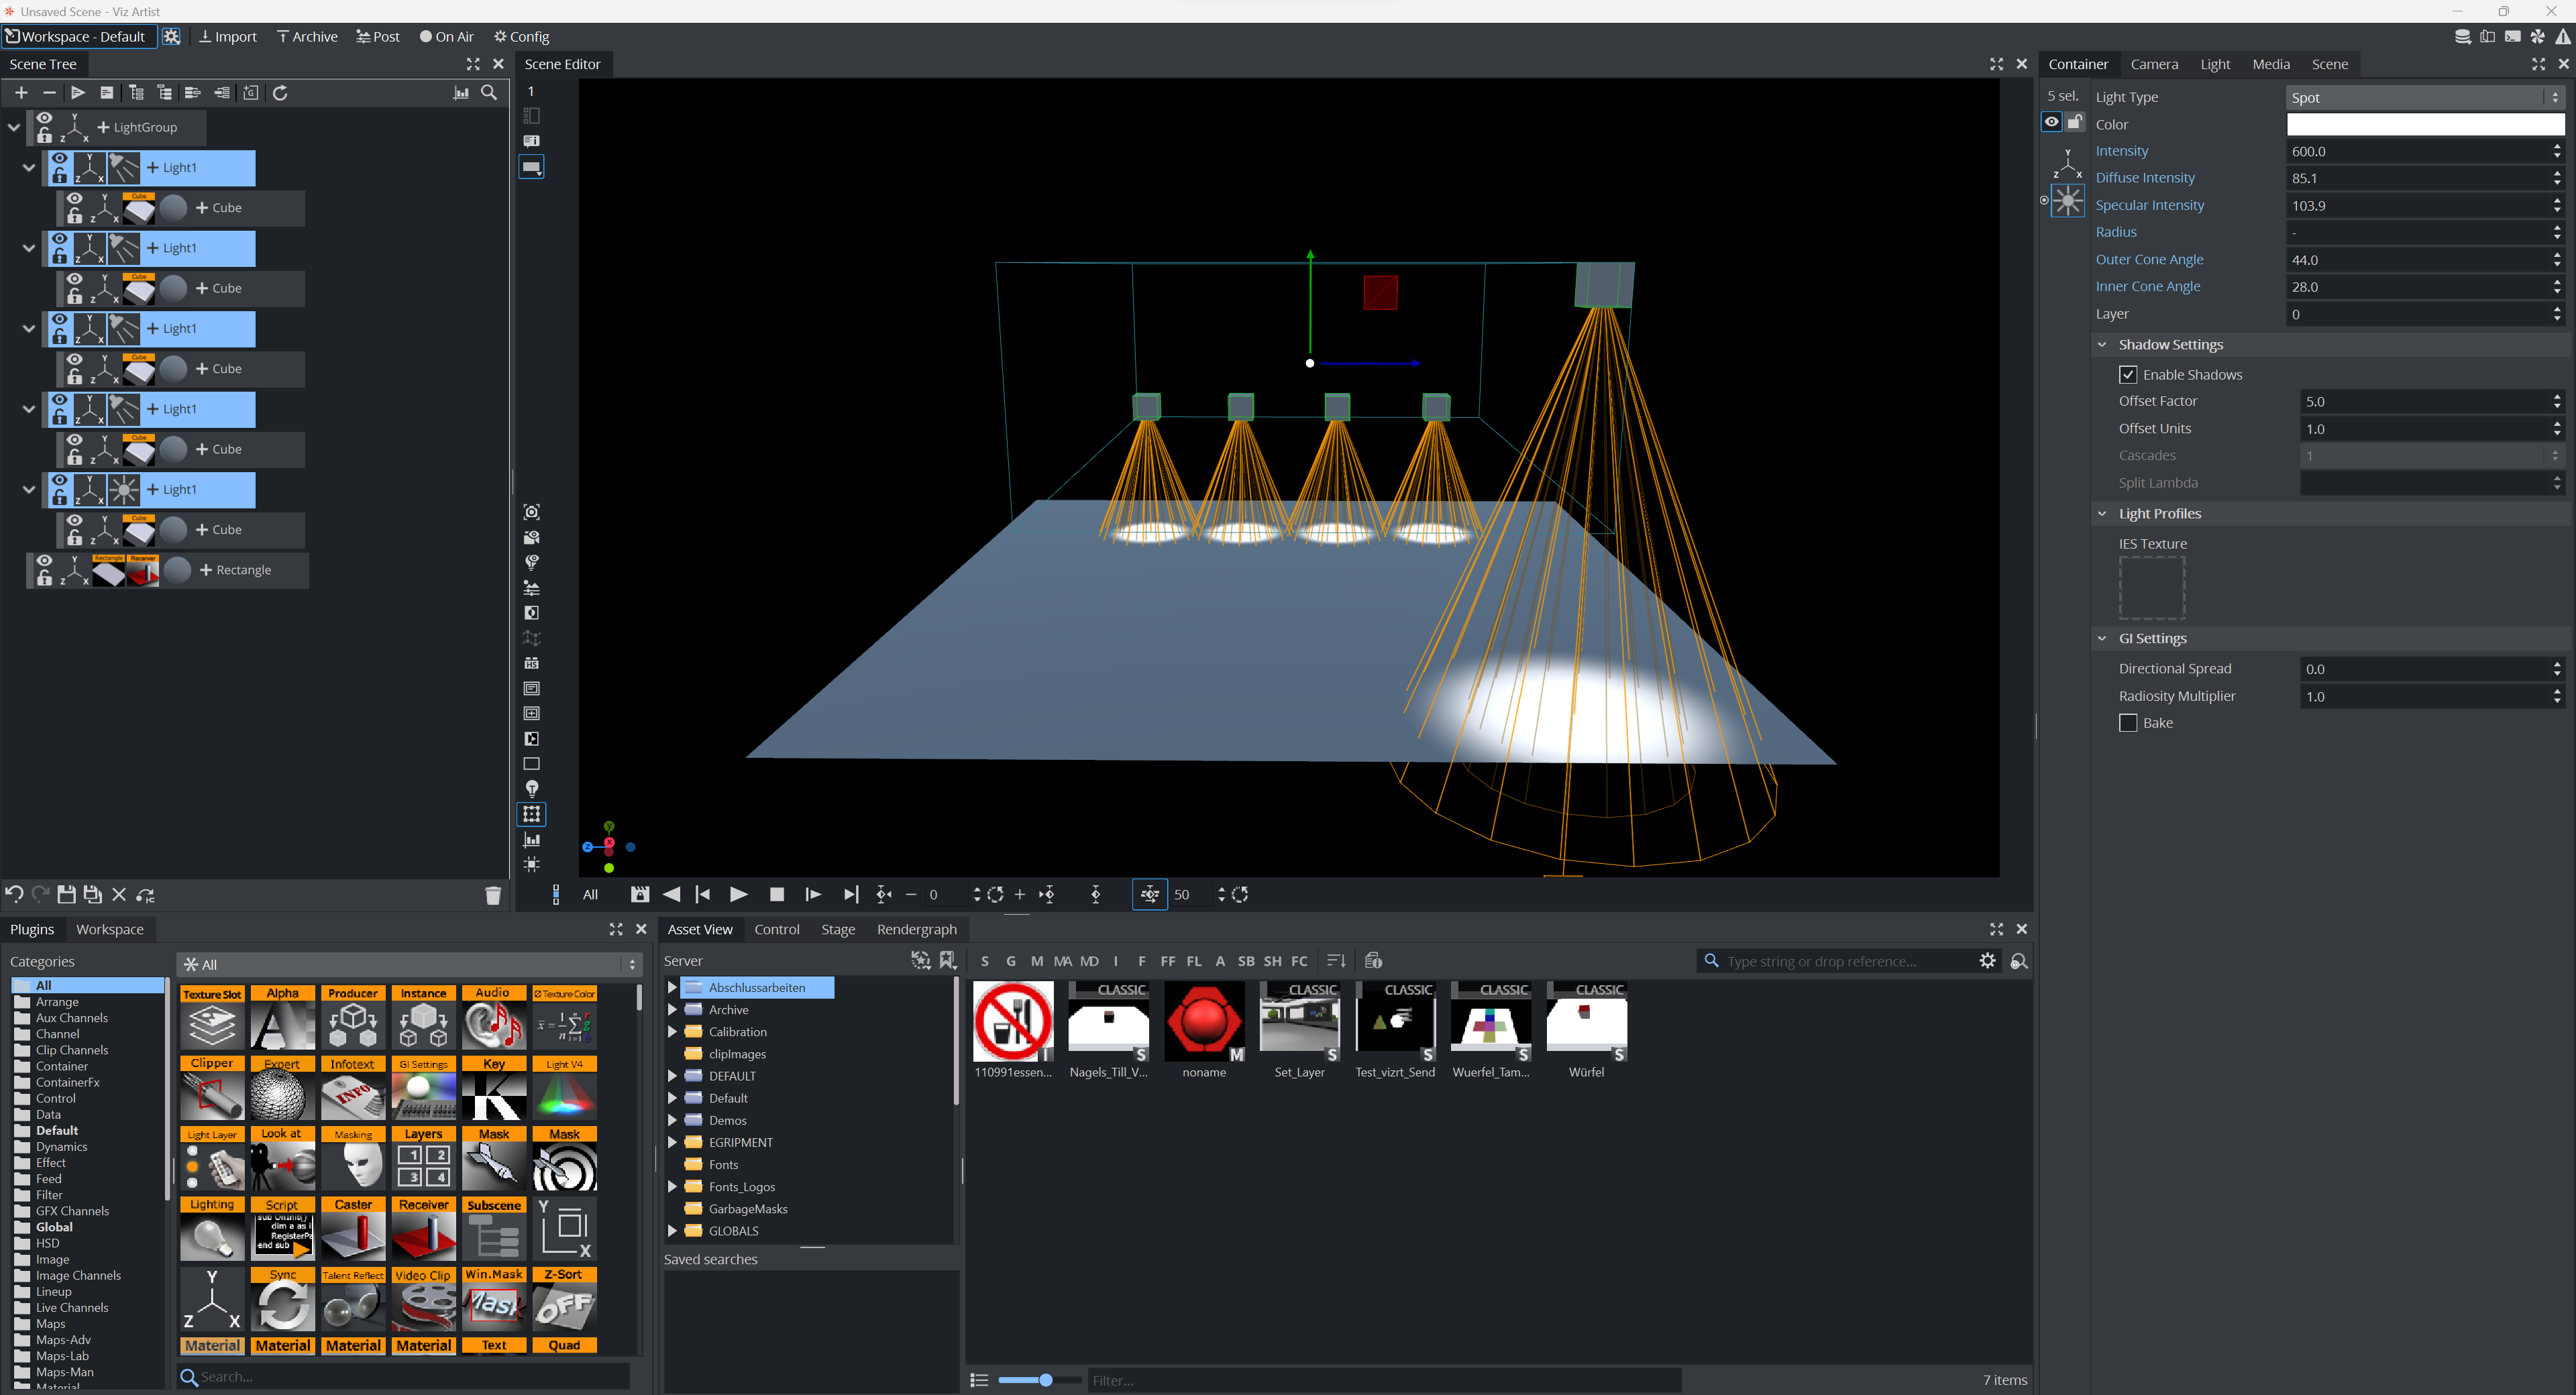 Unsaved Scene - Viz Artist
Workspace - Default
Import
Archive
Post
On Air
Config
Scene Tree
LightGroup
Light1
Cube
Light1
Cube
Light1
Cube
Light1
Cube
Light1
Cube
Rectangle
Receiver
Rectangle
Scene Editor
1
All
0
50
Container
Camera
Light
Media
Scene
5 sel.
Light Type
Spot
Color
Intensity
600.0
Diffuse Intensity
85.1
Specular Intensity
103.9
Radius
-
Outer Cone Angle
44.0
Inner Cone Angle
28.0
Layer
0
Shadow Settings
Enable Shadows
Offset Factor
5.0
Offset Units
1.0
Cascades
1
Split Lambda
Light Profiles
IES Texture
GI Settings
Directional Spread
0.0
Radiosity Multiplier
1.0
Bake
Plugins
Workspace
Categories
All
All
Arrange
Aux Channels
Channel
Clip Channels
Container
ContainerFx
Control
Data
Default
Dynamics
Effect
Feed
Filter
GFX Channels
Global
HSD
Image
Image Channels
Lineup
Live Channels
Maps
Maps-Adv
Maps-Lab
Maps-Man
Material
Texture Slot
Alpha
Producer
Instance
Audio
Ø Texture Color
Clipper
Expert
Infotext
GI Settings
Key
Light V4
Light Layer
Look at
Masking
Layers
Mask
Mask
Lighting
Script
Caster
Receiver
Subscene
Sync
Talent Reflect
Video Clip
Win.Mask
Z-Sort
Material
Material
Material
Material
Text
Quad
Search...
Asset View
Control
Stage
Rendergraph
Server
S G M MA MD I F FF FL A SB SH FC
Type string or drop reference...
Abschlussarbeiten
Archive
Calibration
clipImages
DEFAULT
Default
Demos
EGRIPMENT
Fonts
Fonts_Logos
GarbageMasks
GLOBALS
Saved searches
CLASSIC
CLASSIC
CLASSIC
CLASSIC
CLASSIC
110991essen...
Nagels_Till_V...
noname
Set_Layer
Test_vizrt_Send
Wuerfel_Tam...
Würfel
Filter...
7 items